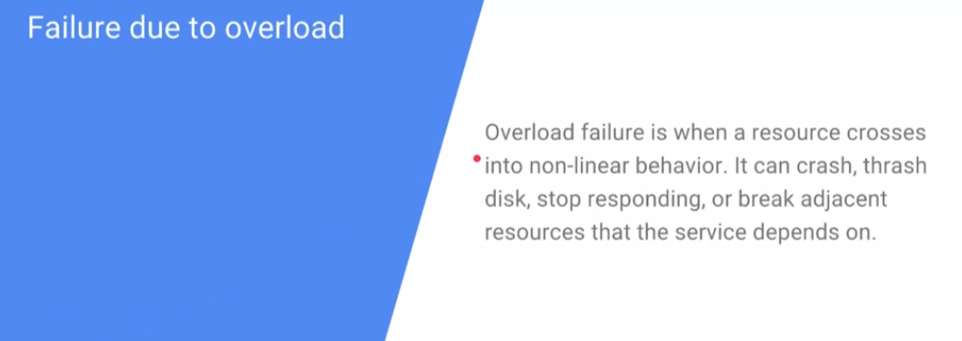 Failure due to overload
Overload failure is when a resource crosses
into non-linear behavior. It can crash, thrash
disk, stop responding, or break adjacent
resources that the service depends on.